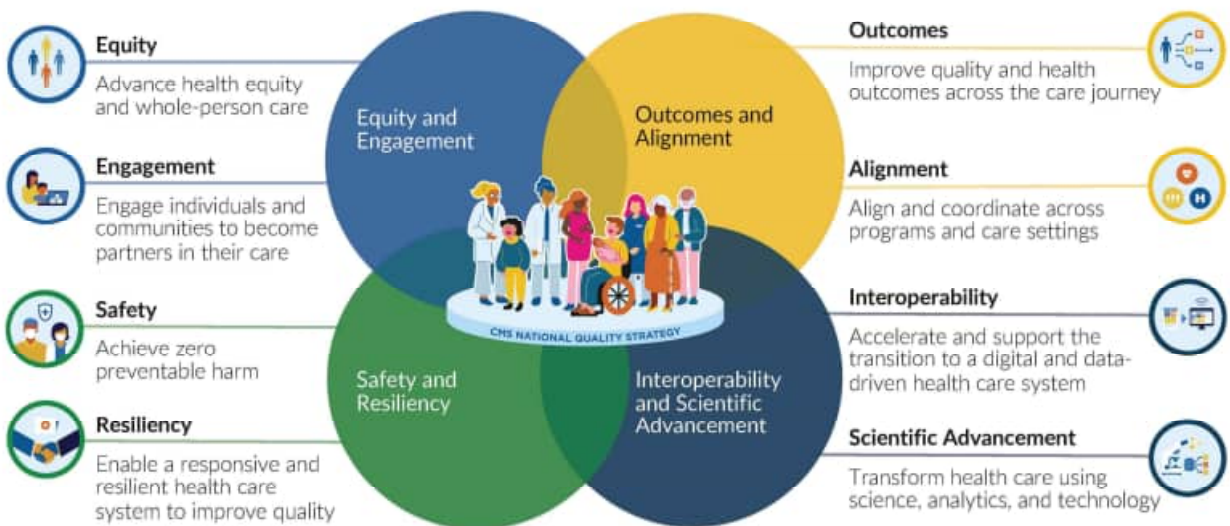 Equity
Advance health equity
and whole-person care
Engagement
Engage individuals and
communities to become
partners in their care
Safety
Achieve zero
preventable harm
Resiliency
Enable a responsive and
resilient health care
system to improve quality
Equity and
Engagement
Outcomes and
Alignment
CMS NATIONAL QUALITY STRATEGY
Safety and
Resiliency
Interoperability
and Scientific
Advancement
Outcomes
Improve quality and health
outcomes across the care journey
Alignment
Align and coordinate across
programs and care settings
H
Interoperability
Accelerate and support the
transition to a digital and data-
driven health care system
Scientific Advancement
Transform health care using
science, analytics, and technology